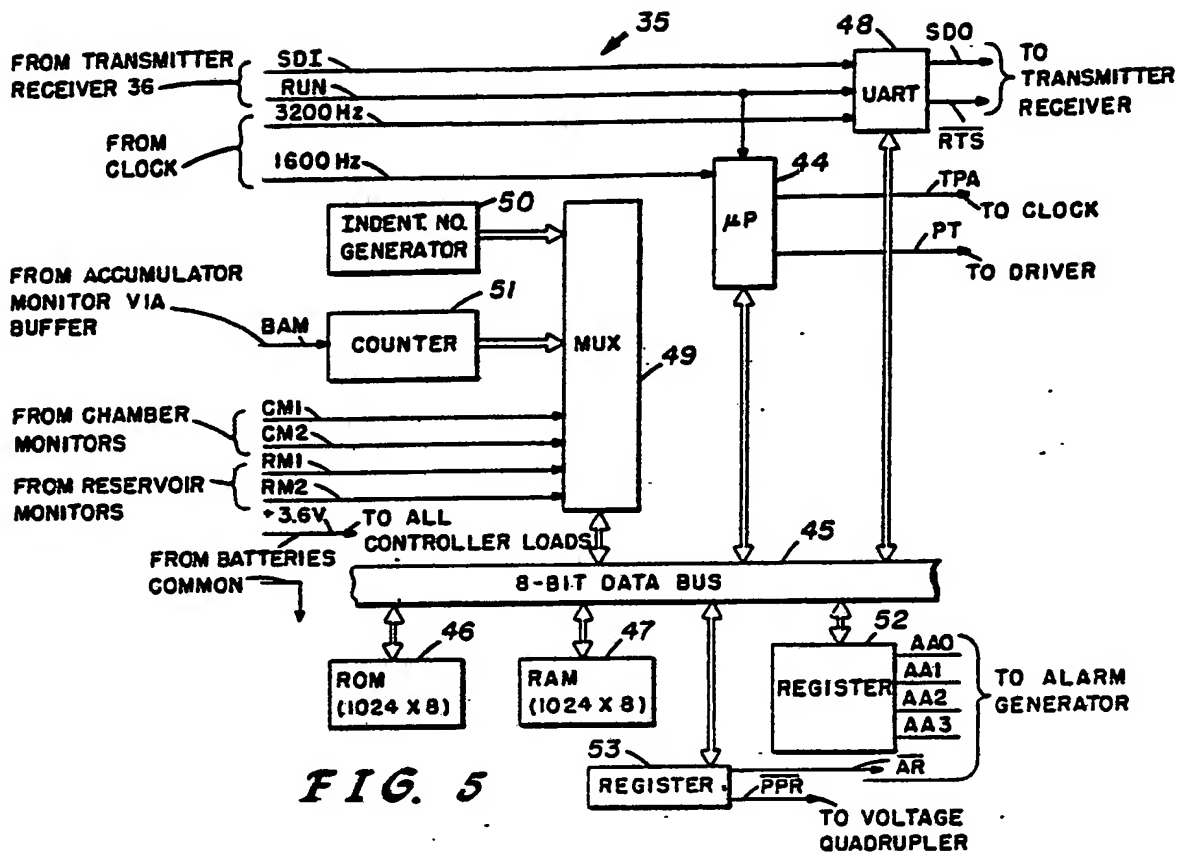 35
48
SDO
FROM TRANSMITTER
RECEIVER 36
SDI
RUN
3200 Hz
UART
TO
TRANSMITTER
RECEIVER
R̅T̅S̅
FROM
CLOCK
1600 Hz
44
μP
TPA
TO CLOCK
PT
TO DRIVER
50
INDENT. NO.
GENERATOR
MUX
49
FROM ACCUMULATOR
MONITOR VIA
BUFFER
BAM
51
COUNTER
FROM CHAMBER
MONITORS
CM1
CM2
FROM RESERVOIR
MONITORS
RM1
RM2
+3.6V
TO ALL
CONTROLLER LOADS
FROM BATTERIES
COMMON
45
8-BIT DATA BUS
46
ROM
(1024 X 8)
47
RAM
(1024 X 8)
52
REGISTER
AA0
AA1
AA2
AA3
TO ALARM
GENERATOR
53
REGISTER
A̅R̅
P̅P̅R̅
TO VOLTAGE
QUADRUPLER
FIG. 5